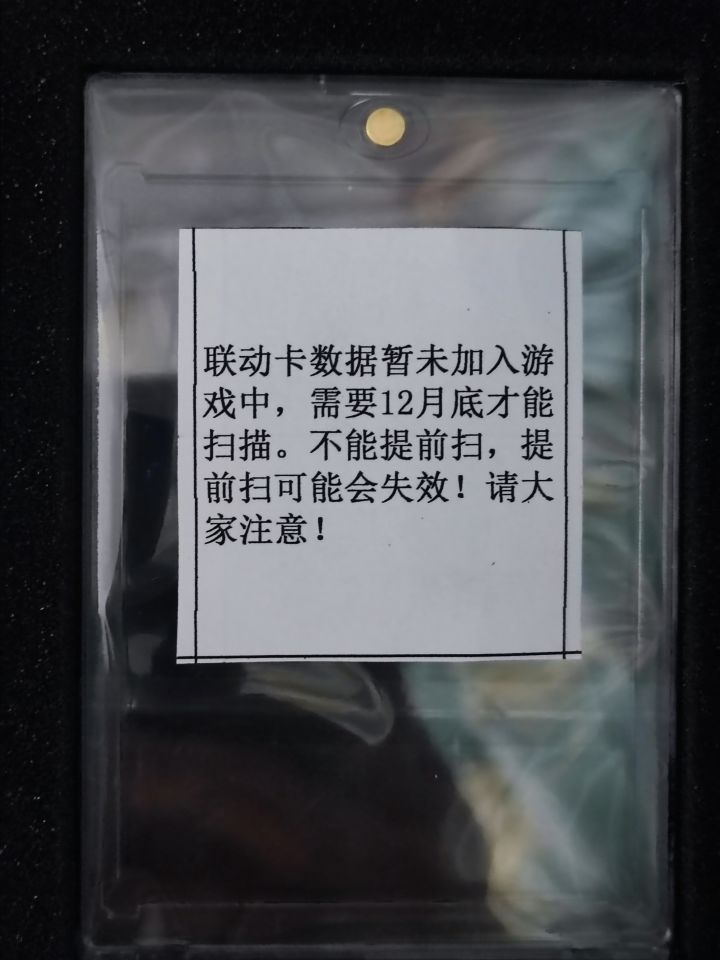 联动卡数据暂未加入游
戏中，需要12月底才能
扫描。不能提前扫，提
前扫可能会失效！请大
家注意！